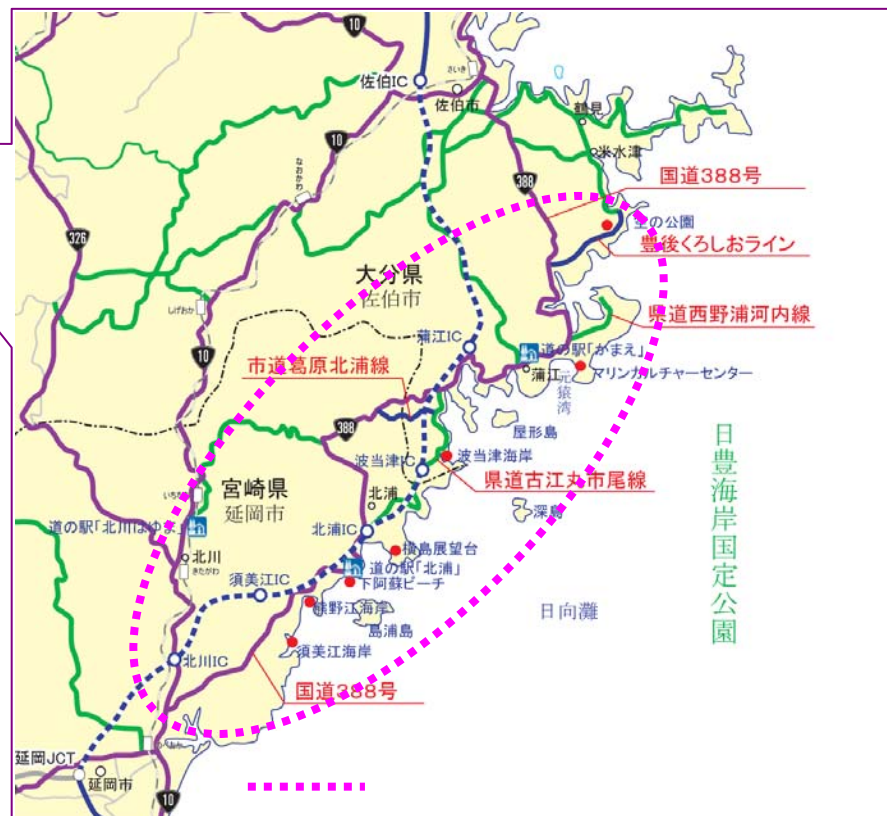 10
佐伯IC
さいき
佐伯市
鶴見
10
米水津
なおかわ
388
国道388号
326
空の公園
豊後くろしおライン
大分県
佐伯市
しげおか
県道西野浦河内線
10
蒲江IC
道の駅「かまえ」
市道葛原北浦線
蒲江
元猿湾
マリンカルチャーセンター
388
屋形島
日豊海岸国定公園
波当津IC
波当津海岸
宮崎県
延岡市
県道古江丸市尾線
北浦
深島
道の駅「北川はゆま」
北浦IC
北川
きたがわ
横島展望台
道の駅「北浦」
須美江IC
下阿蘇ビーチ
熊野江海岸
日向灘
島浦島
須美江海岸
北川IC
国道388号
延岡JCT
延岡市
10